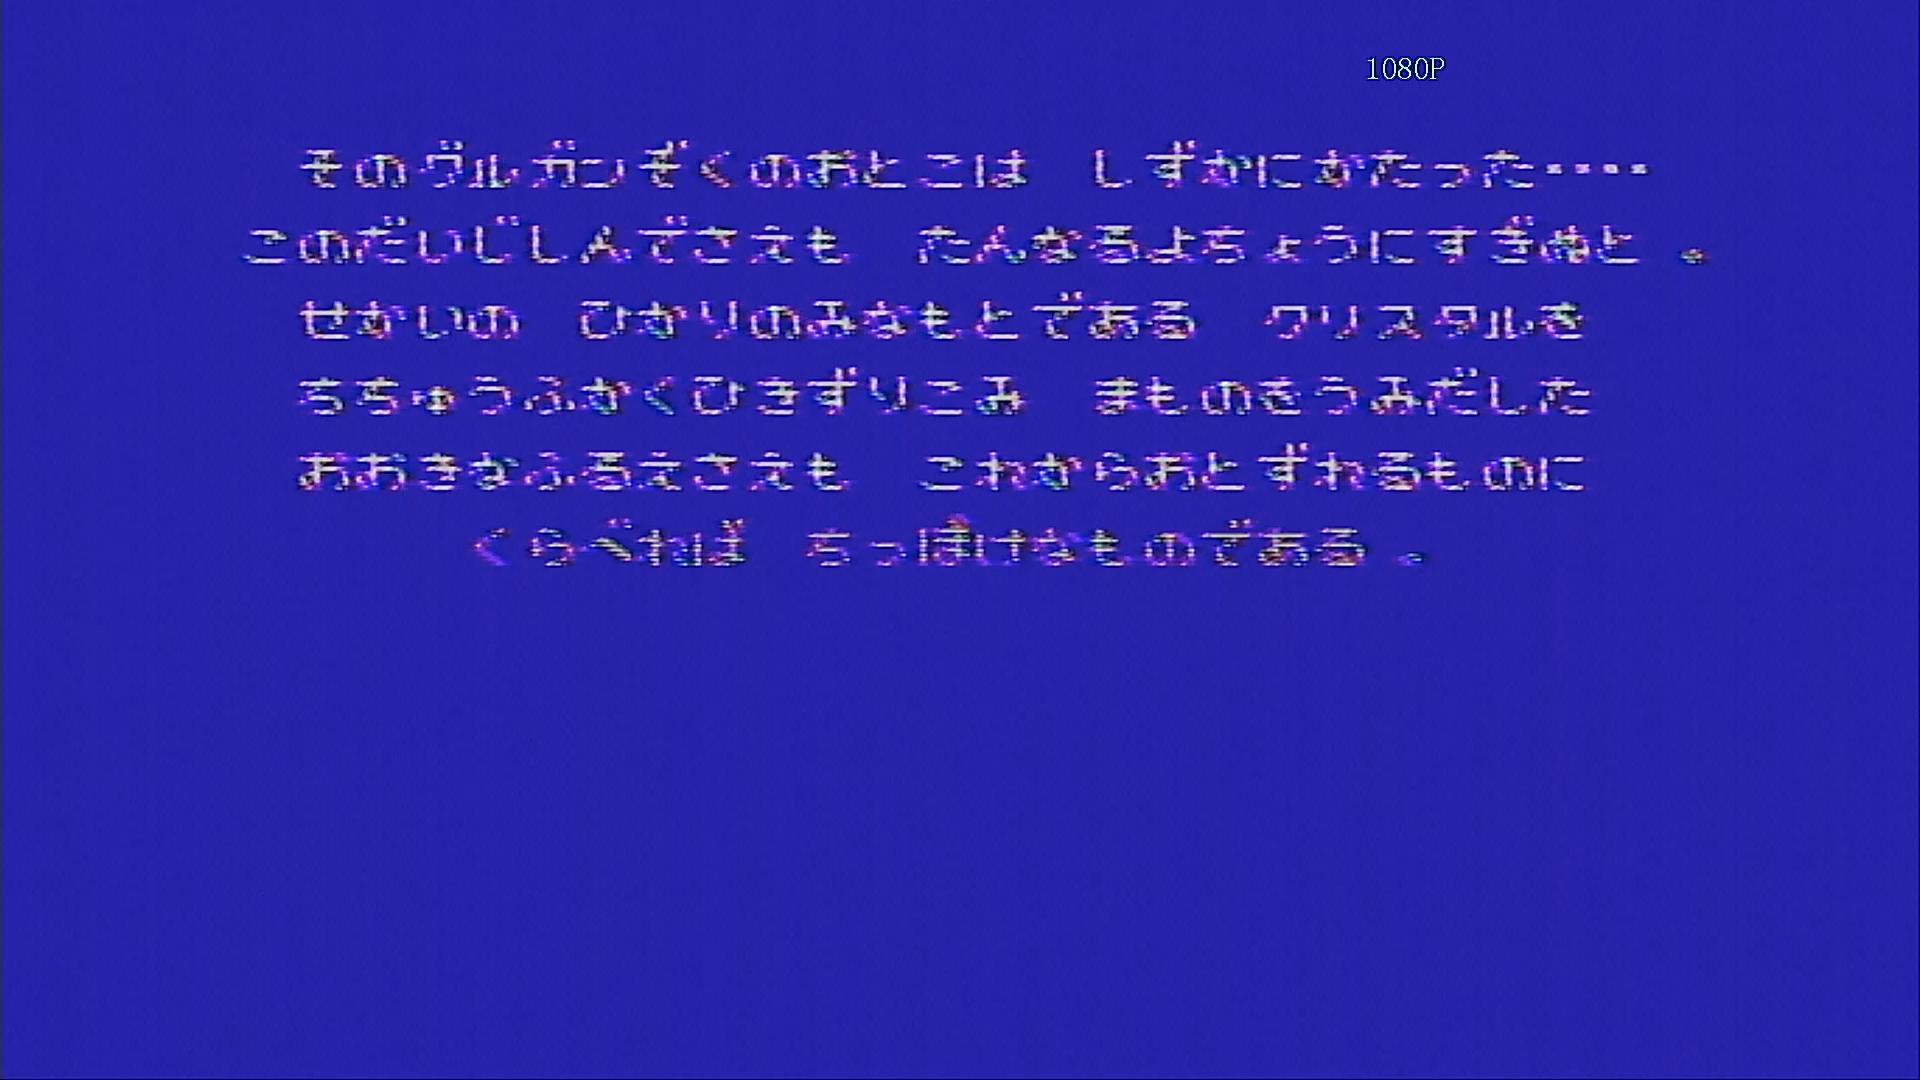 1080P
そのグルガンぞくのおとこは　しずかにかたった････
このだいじしんでさえも　たんなるよちょうにすぎぬと 。
せかいの　ひかりのみなもとである　クリスタルを
ちちゅうふかくひきずりこみ　まものをうみだした
おおきなふるえさえも　これからおとずれるものに
くらべれば　ちっぽけなものである 。